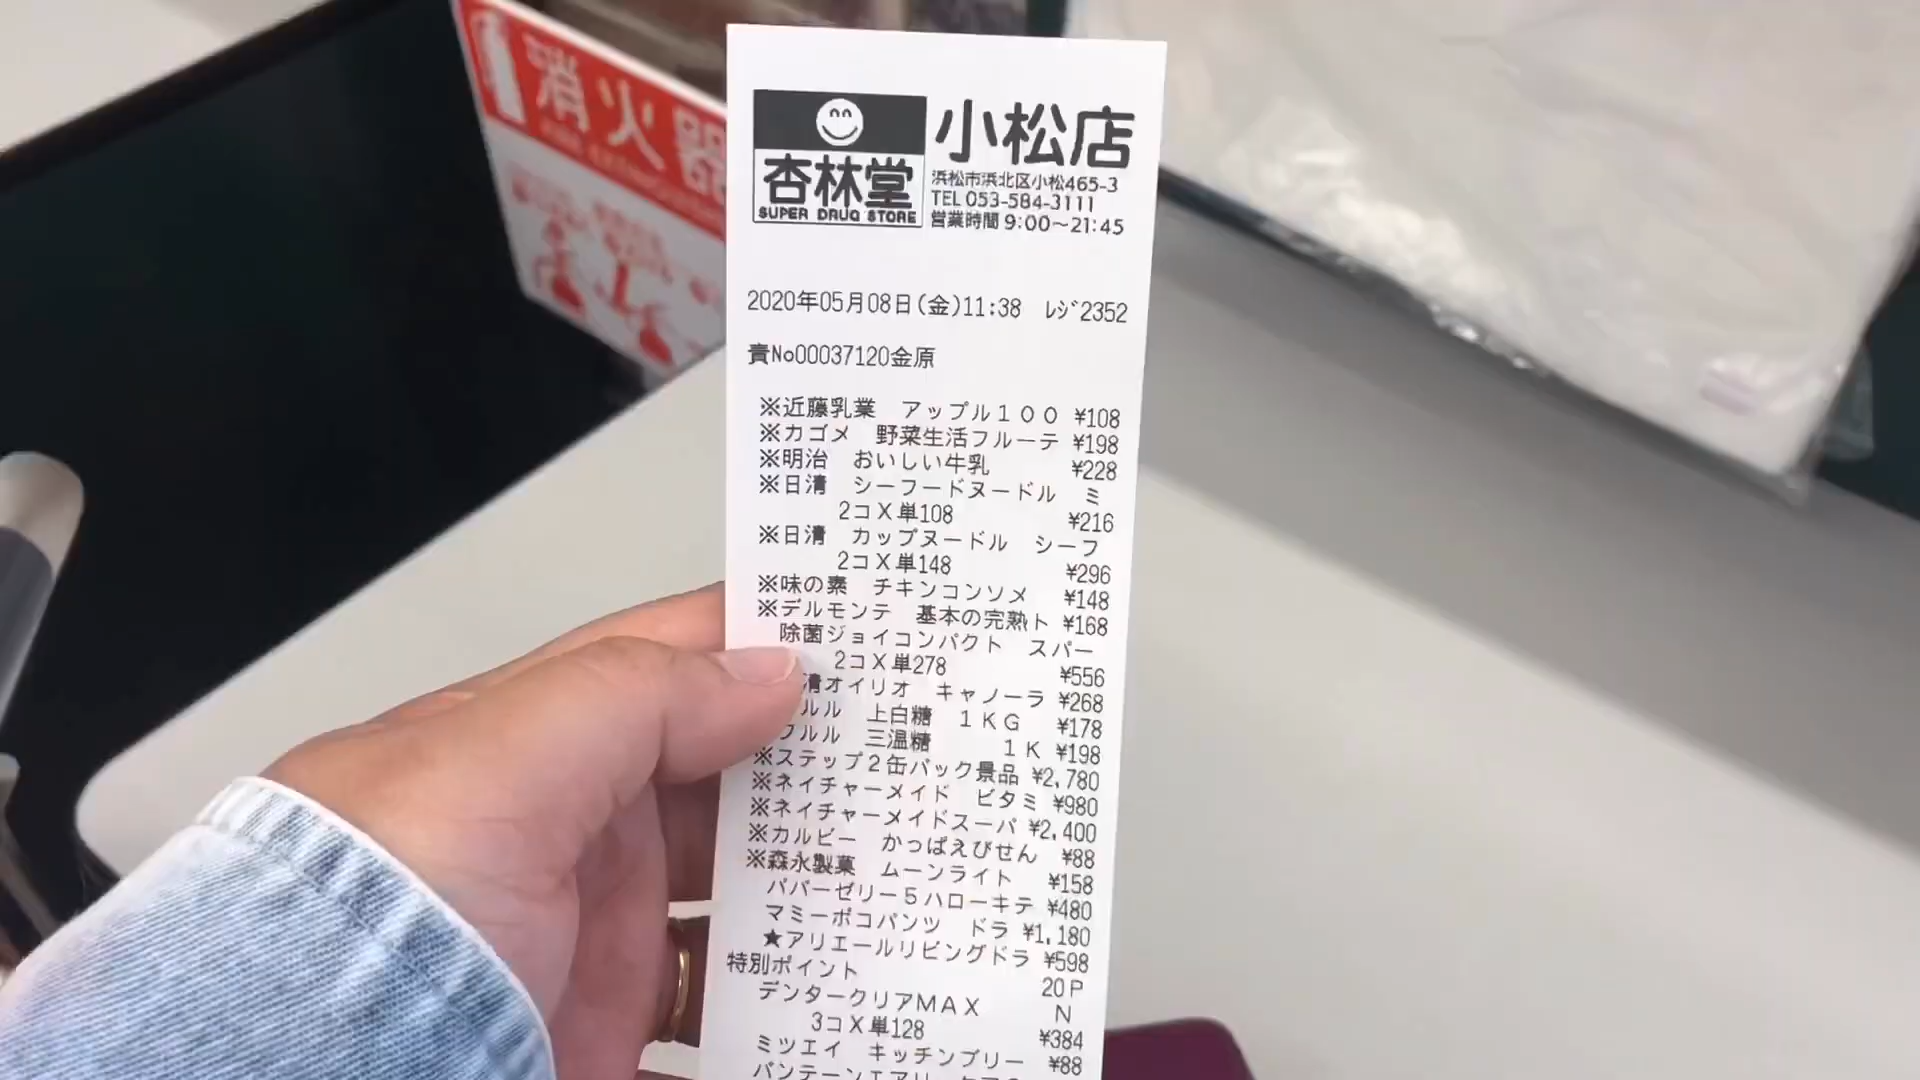 消火器
杏林堂
SUPER DRUG STORE
小松店
浜松市浜北区小松465-3
TEL 053-584-3111
営業時間 9:00〜21:45
2020年05月08日(金)11:38 ﾚｼﾞ2352
責No00037120金原
※近藤乳業 アップル１００ ¥108
※カゴメ 野菜生活フルーテ ¥198
※明治 おいしい牛乳 ¥228
※日清 シーフードヌードル ミ
2コX単108 ¥216
※日清 カップヌードル シーフ
2コX単148 ¥296
※味の素 チキンコンソメ ¥148
※デルモンテ 基本の完熟ト ¥168
除菌ジョイコンパクト スパー
2コX単278 ¥556
清オイリオ キャノーラ ¥268
ルル 上白糖 １ＫＧ ¥178
フルル 三温糖 １Ｋ ¥198
※ステップ２缶パック景品 ¥2,780
※ネイチャーメイド ビタミ ¥980
※ネイチャーメイドスーパ ¥2,400
※カルビー かっぱえびせん ¥88
※森永製菓 ムーンライト ¥158
パバーゼリー５ハローキテ ¥480
マミーポコパンツ ドラ ¥1,180
★アリエールリビングドラ ¥598
特別ポイント 20P
デンタークリアＭＡＸ N
3コX単128 ¥384
ミツエイ キッチンブリー ¥88